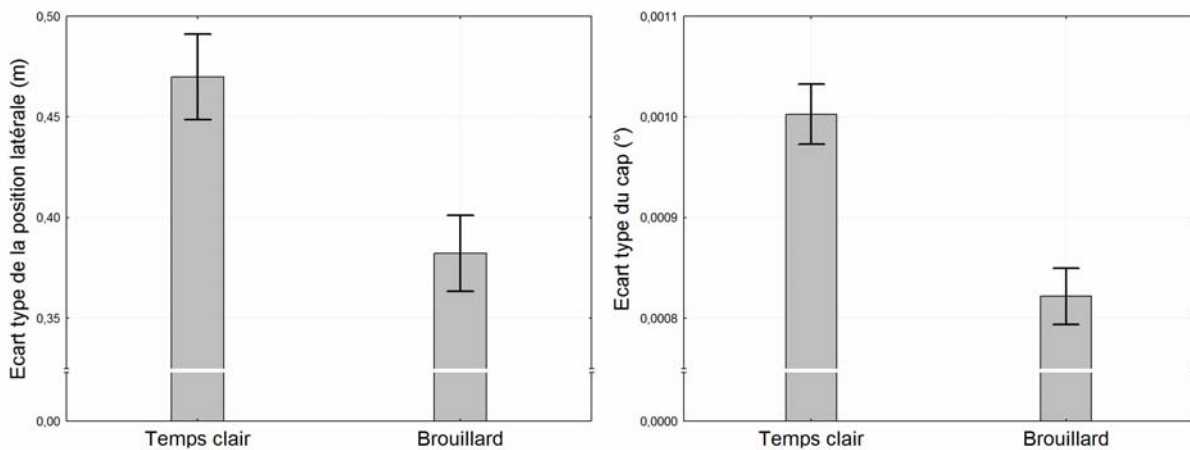 Ecart type de la position latérale (m)
0,50
0,45
0,40
0,35
0,00
Temps clair
Brouillard
Ecart type du cap (°)
0,0011
0,0010
0,0009
0,0008
0,0000
Temps clair
Brouillard